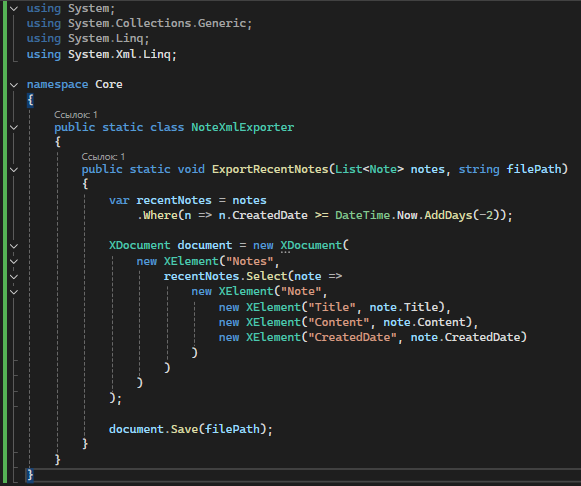 using System;
using System.Collections.Generic;
using System.Linq;
using System.Xml.Linq;

namespace Core
{
    Ссылок: 1
    public static class NoteXmlExporter
    {
        Ссылок: 1
        public static void ExportRecentNotes(List<Note> notes, string filePath)
        {
            var recentNotes = notes
                .Where(n => n.CreatedDate >= DateTime.Now.AddDays(-2));

            XDocument document = new XDocument(
                new XElement("Notes",
                    recentNotes.Select(note =>
                        new XElement("Note",
                            new XElement("Title", note.Title),
                            new XElement("Content", note.Content),
                            new XElement("CreatedDate", note.CreatedDate)
                        )
                    )
                )
            );

            document.Save(filePath);
        }
    }
}